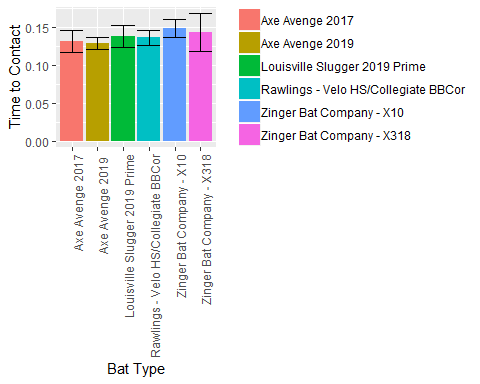 Time to Contact
0.15
0.10
0.05
0.00
Axe Avenge 2017
Axe Avenge 2019
Louisville Slugger 2019 Prime
Rawlings - Velo HS/Collegiate BBCor
Zinger Bat Company - X10
Zinger Bat Company - X318
Bat Type
Axe Avenge 2017
Axe Avenge 2019
Louisville Slugger 2019 Prime
Rawlings - Velo HS/Collegiate BBCor
Zinger Bat Company - X10
Zinger Bat Company - X318